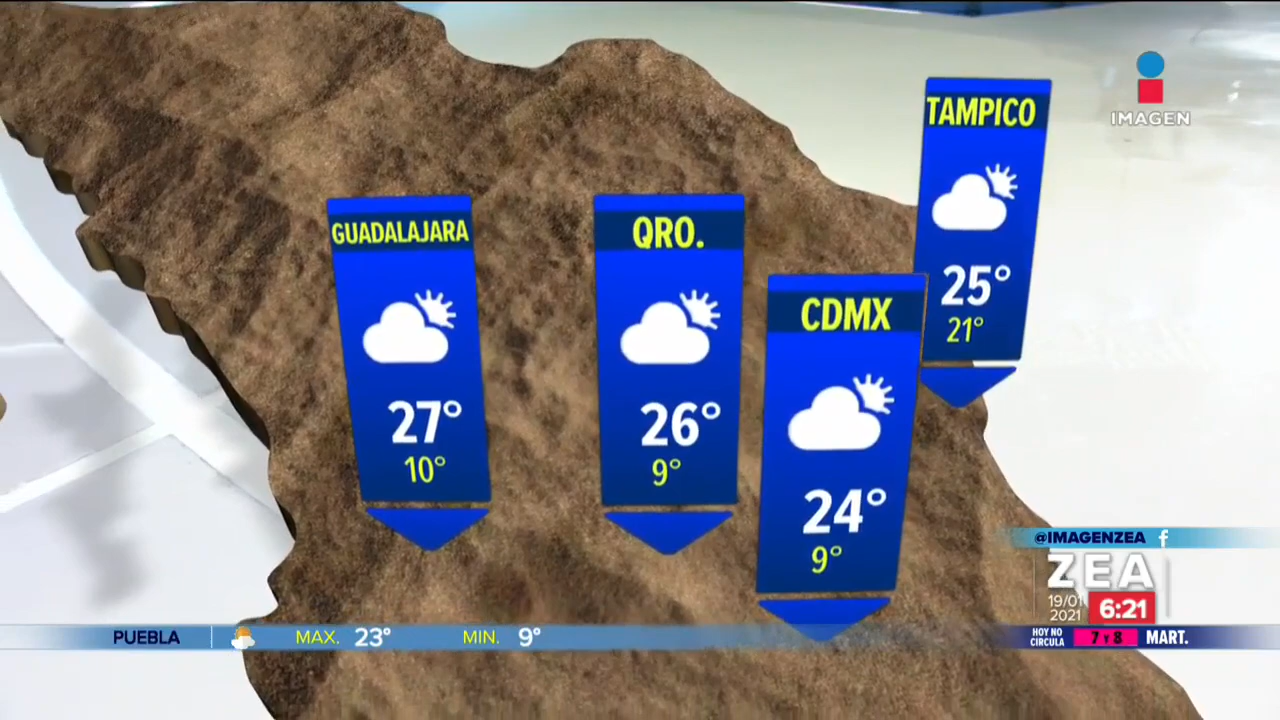 IMAGEN
TAMPICO
25°
21°
GUADALAJARA
27°
10°
QRO.
26°
9°
CDMX
24°
9°
@IMAGENZEA f
ZEA
19/01
2021
6:21
PUEBLA MAX. 23° MIN. 9°
HOY NO
CIRCULA
7 Y 8 MART.